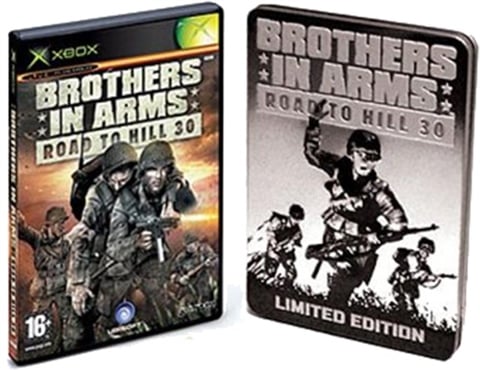 XBOX
BROTHERS
IN ARMS
ROAD TO HILL 30
16+
UBISOFT
BROTHERS
IN ARMS
ROAD TO HILL 30
LIMITED EDITION